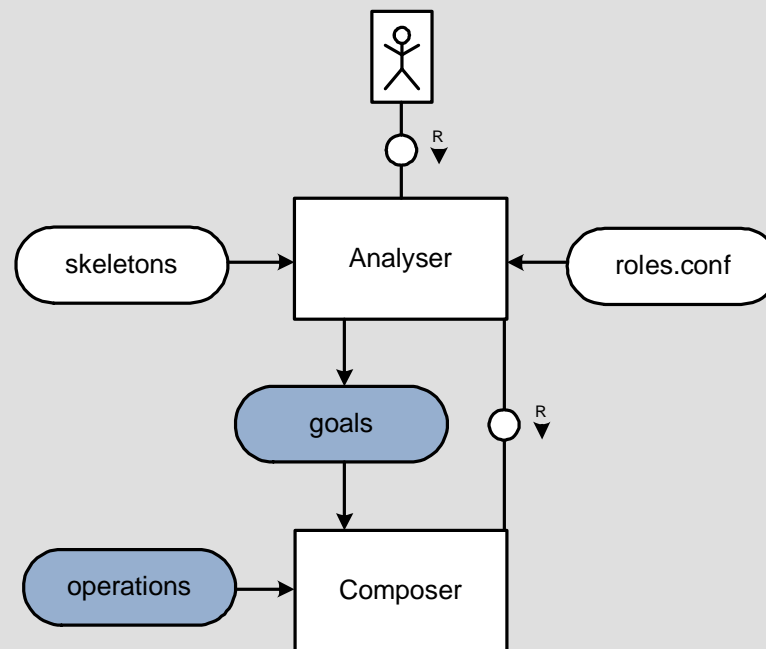 R
skeletons
Analyser
roles.conf
goals
R
operations
Composer